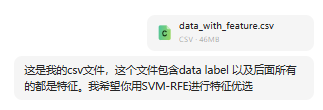 data_with_feature.csv
CSV · 46MB
这是我的csv文件，这个文件包含data label 以及后面所有
的都是特征。我希望你用SVM-RFE进行特征优选